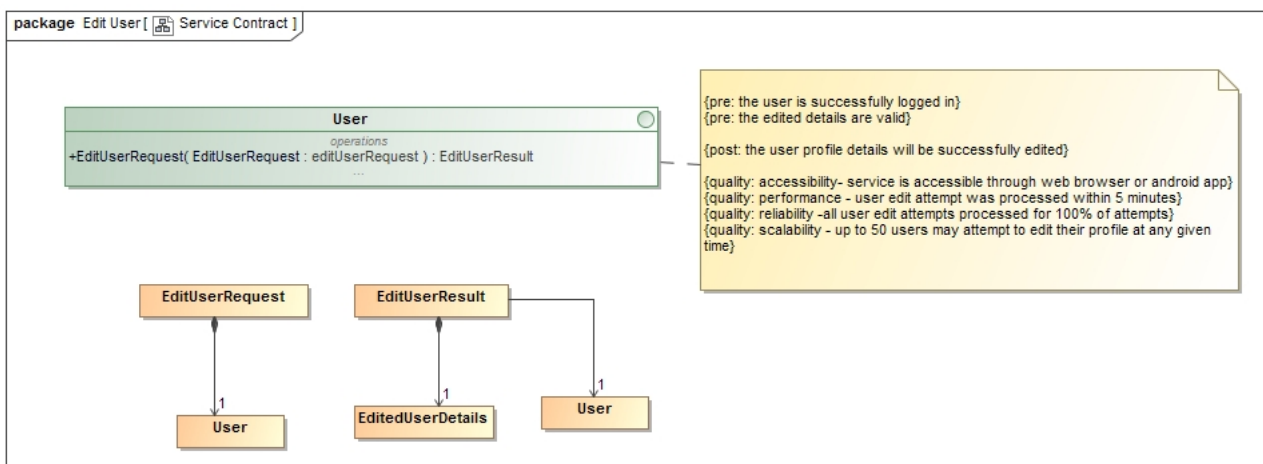 package Edit User [ Service Contract ]
User
operations
+EditUserRequest( EditUserRequest : editUserRequest ) : EditUserResult
...
{pre: the user is successfully logged in}
{pre: the edited details are valid}
{post: the user profile details will be successfully edited}
{quality: accessibility- service is accessible through web browser or android app}
{quality: performance - user edit attempt was processed within 5 minutes}
{quality: reliability -all user edit attempts processed for 100% of attempts}
{quality: scalability - up to 50 users may attempt to edit their profile at any given
time}
EditUserRequest
EditUserResult
1
1
1
User
EditedUserDetails
User